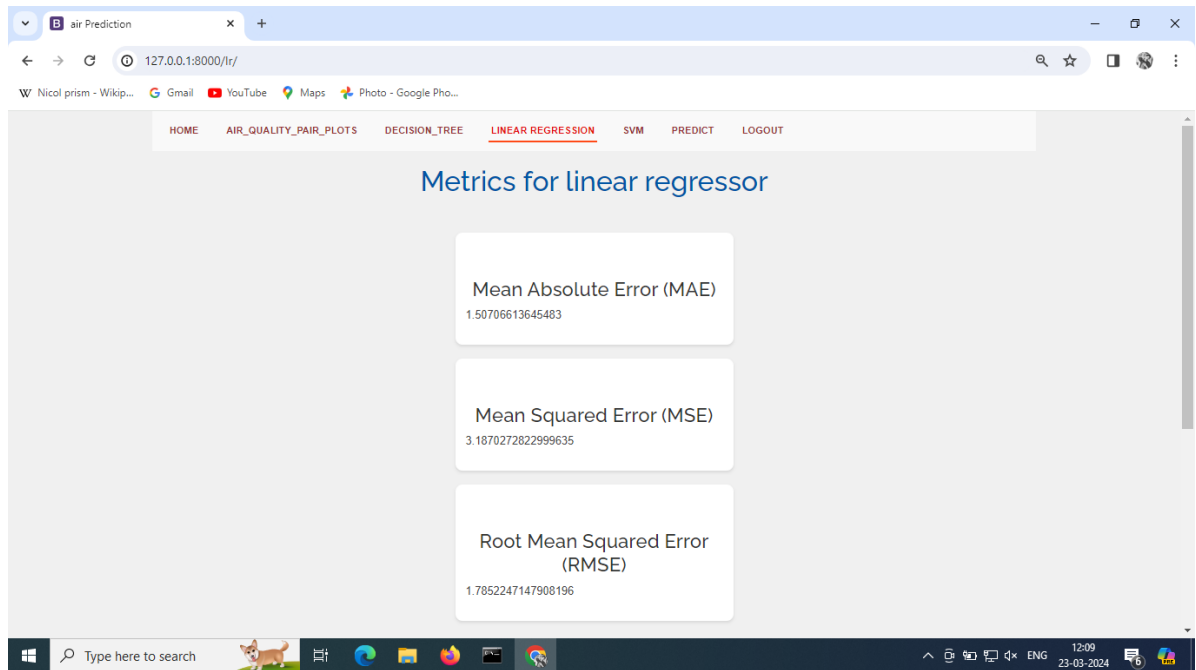 air Prediction
127.0.0.1:8000/lr/
W Nicol prism - Wikip... Gmail YouTube Maps Photo - Google Pho...
HOME AIR_QUALITY_PAIR_PLOTS DECISION_TREE LINEAR REGRESSION SVM PREDICT LOGOUT
Metrics for linear regressor
Mean Absolute Error (MAE)
1.50706613645483
Mean Squared Error (MSE)
3.1870272822999635
Root Mean Squared Error
(RMSE)
1.7852247147908196
Type here to search
ENG
12:09
23-03-2024
6